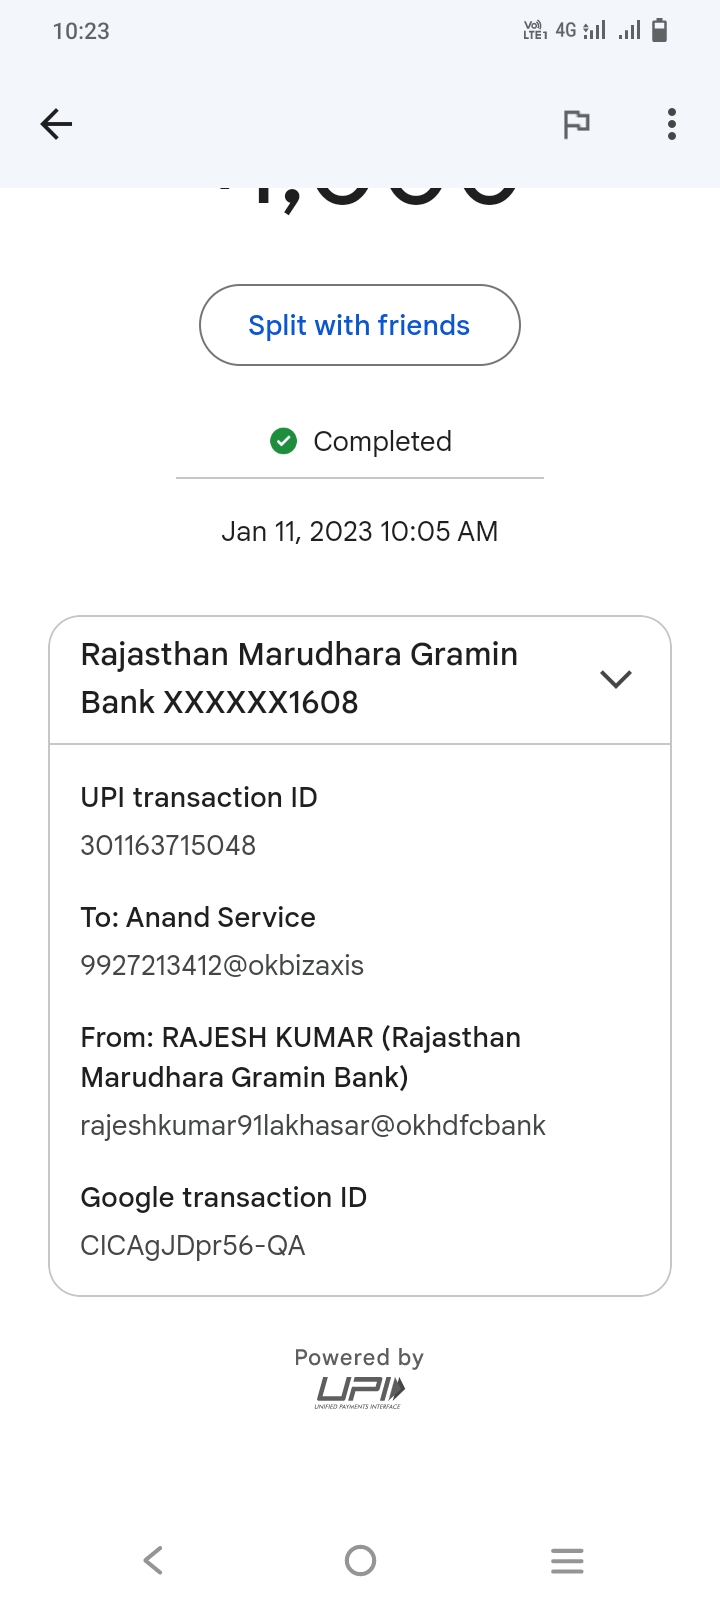 10:23
Vo)) LTE1 4G
Split with friends
Completed
Jan 11, 2023 10:05 AM
Rajasthan Marudhara Gramin
Bank XXXXXX1608
UPI transaction ID
301163715048
To: Anand Service
9927213412@okbizaxis
From: RAJESH KUMAR (Rajasthan
Marudhara Gramin Bank)
rajeshkumar91lakhasar@okhdfcbank
Google transaction ID
CICAgJDpr56-QA
Powered by
UPI
UNIFIED PAYMENTS INTERFACE